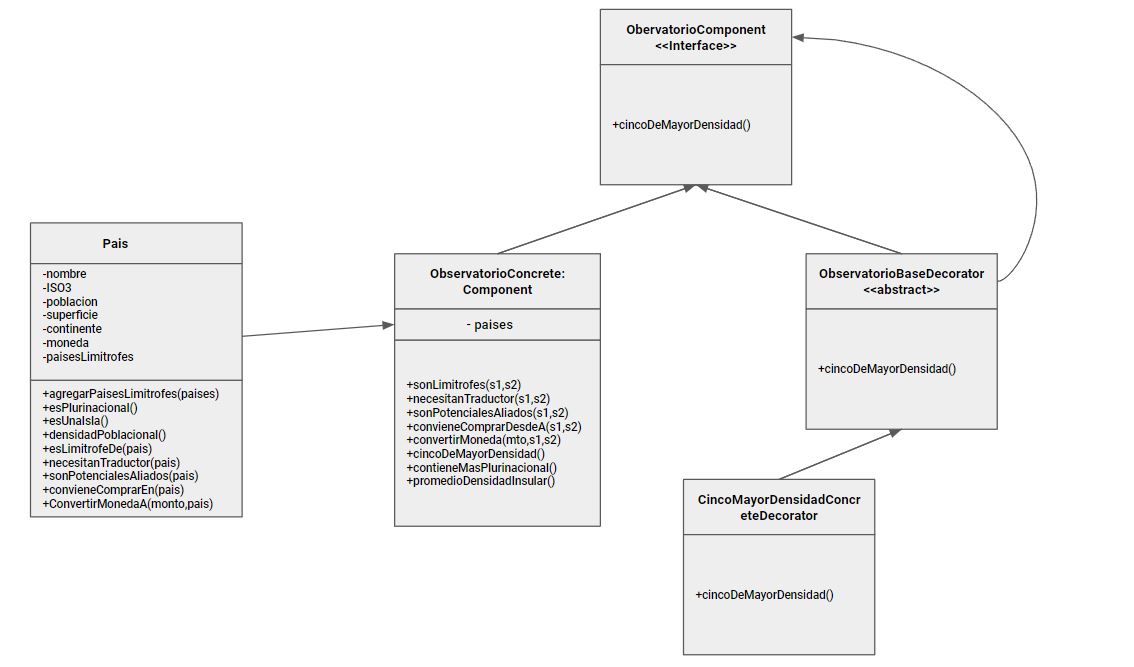 ObervatorioComponent
<<Interface>>
+cincoDeMayorDensidad()
Pais
-nombre
-ISO3
-poblacion
-superficie
-continente
-moneda
-paisesLimitrofes
+agregarPaisesLimitrofes(paises)
+esPlurinacional()
+esUnaIsla()
+densidadPoblacional()
+esLimitrofeDe(pais)
+necesitanTraductor(pais)
+sonPotencialesAliados(pais)
+convieneComprarEn(pais)
+ConvertirMonedaA(monto,pais)
ObservatorioConcrete:
Component
- paises
+sonLimitrofes(s1,s2)
+necesitanTraductor(s1,s2)
+sonPotencialesAliados(s1,s2)
+convieneComprarDesdeA(s1,s2)
+convertirMoneda(mto,s1,s2)
+cincoDeMayorDensidad()
+contieneMasPlurinacional()
+promedioDensidadInsular()
ObservatorioBaseDecorator
<<abstract>>
+cincoDeMayorDensidad()
CincoMayorDensidadConcr
eteDecorator
+cincoDeMayorDensidad()